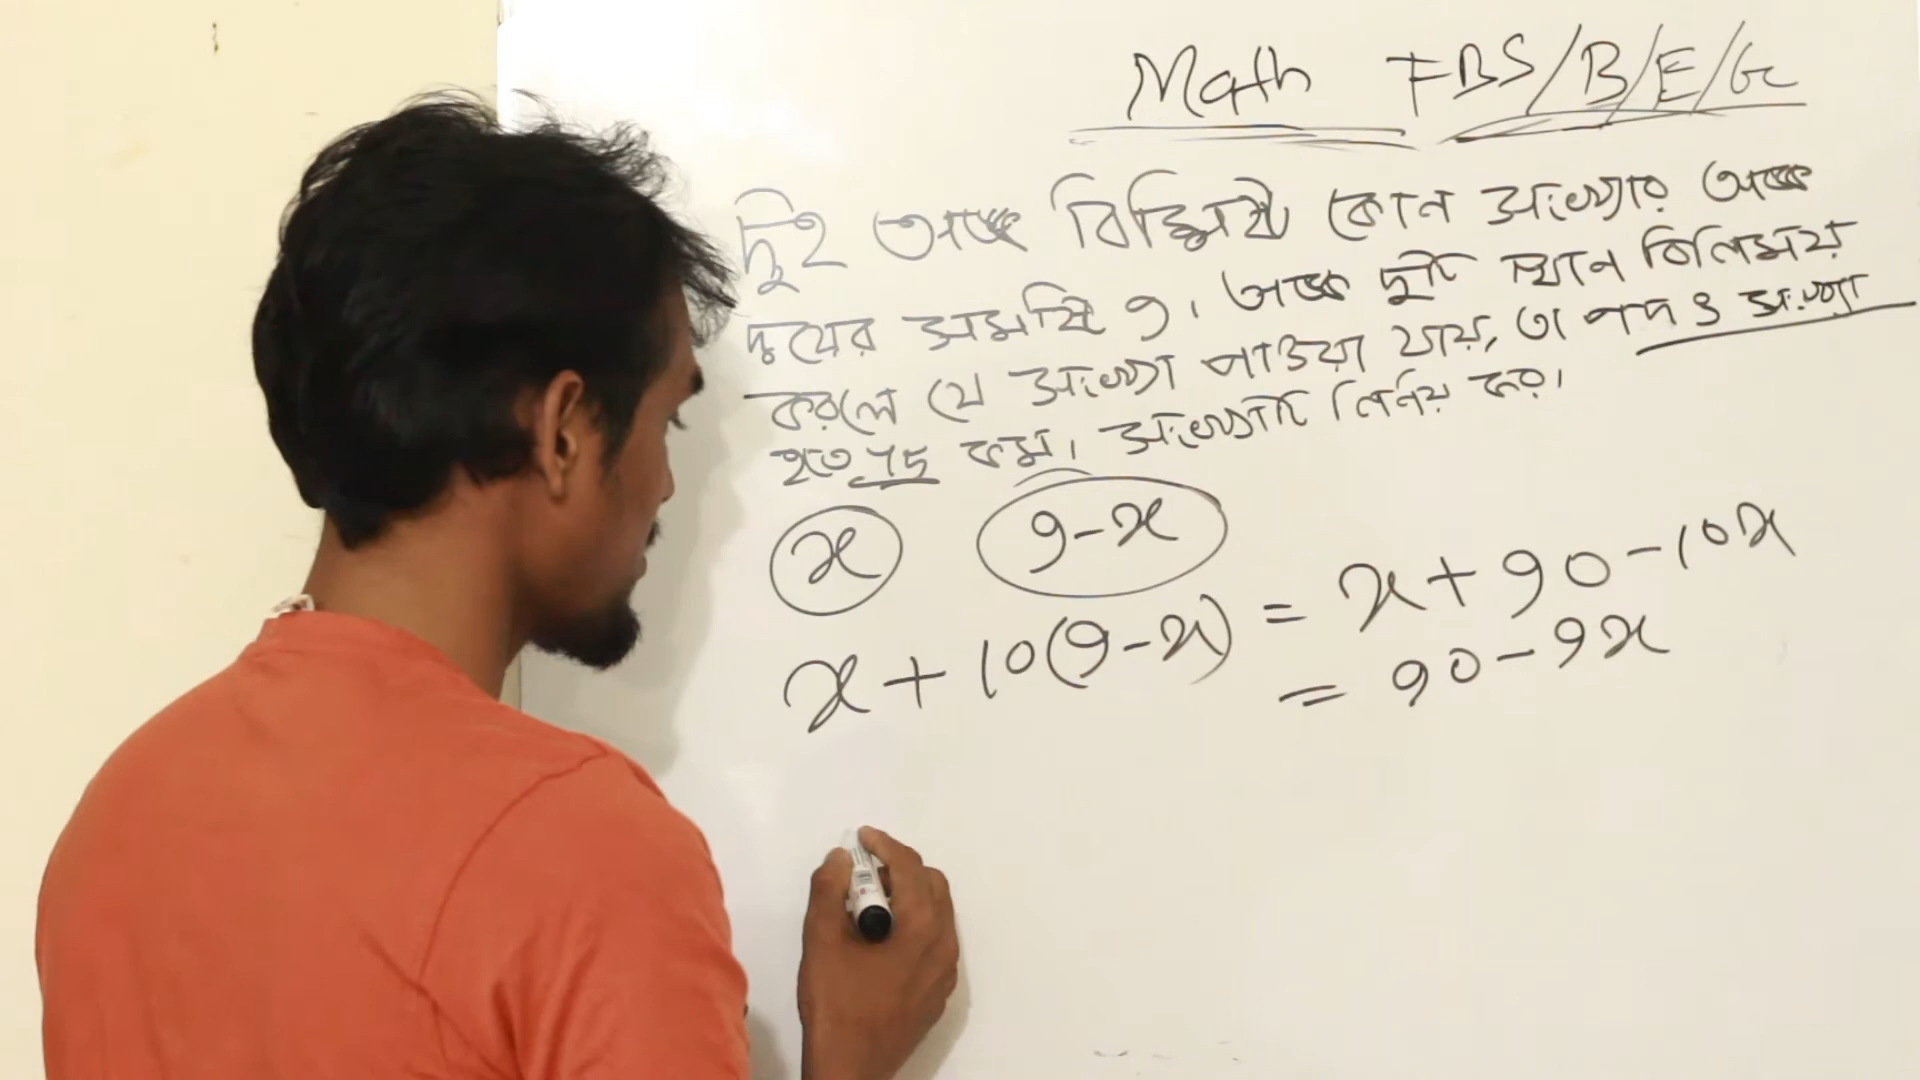 Math FBS/B/E/G
দুই অঙ্ক বিশিষ্ট কোন সংখ্যার অঙ্ক
দ্বয়ের সমষ্টি 9। অঙ্ক দুটি স্থান বিনিময়
করলে যে সংখ্যা পাওয়া যায়, তা পদত্ত সংখ্যা
হতে 45 কম। সংখ্যাটি নির্ণয় কর।
x 9-x
x + 10(9-x) = x + 90 - 10x
= 90 - 9x